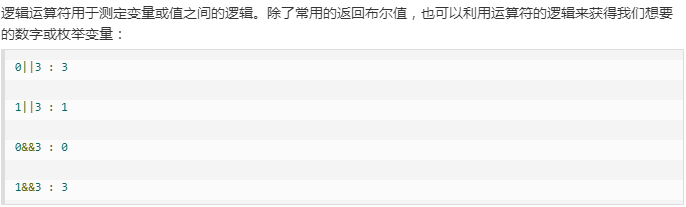 逻辑运算符用于测定变量或值之间的逻辑。除了常用的返回布尔值，也可以利用运算符的逻辑来获得我们想要
的数字或枚举变量：
0||3 : 3
1||3 : 1
0&&3 : 0
1&&3 : 3